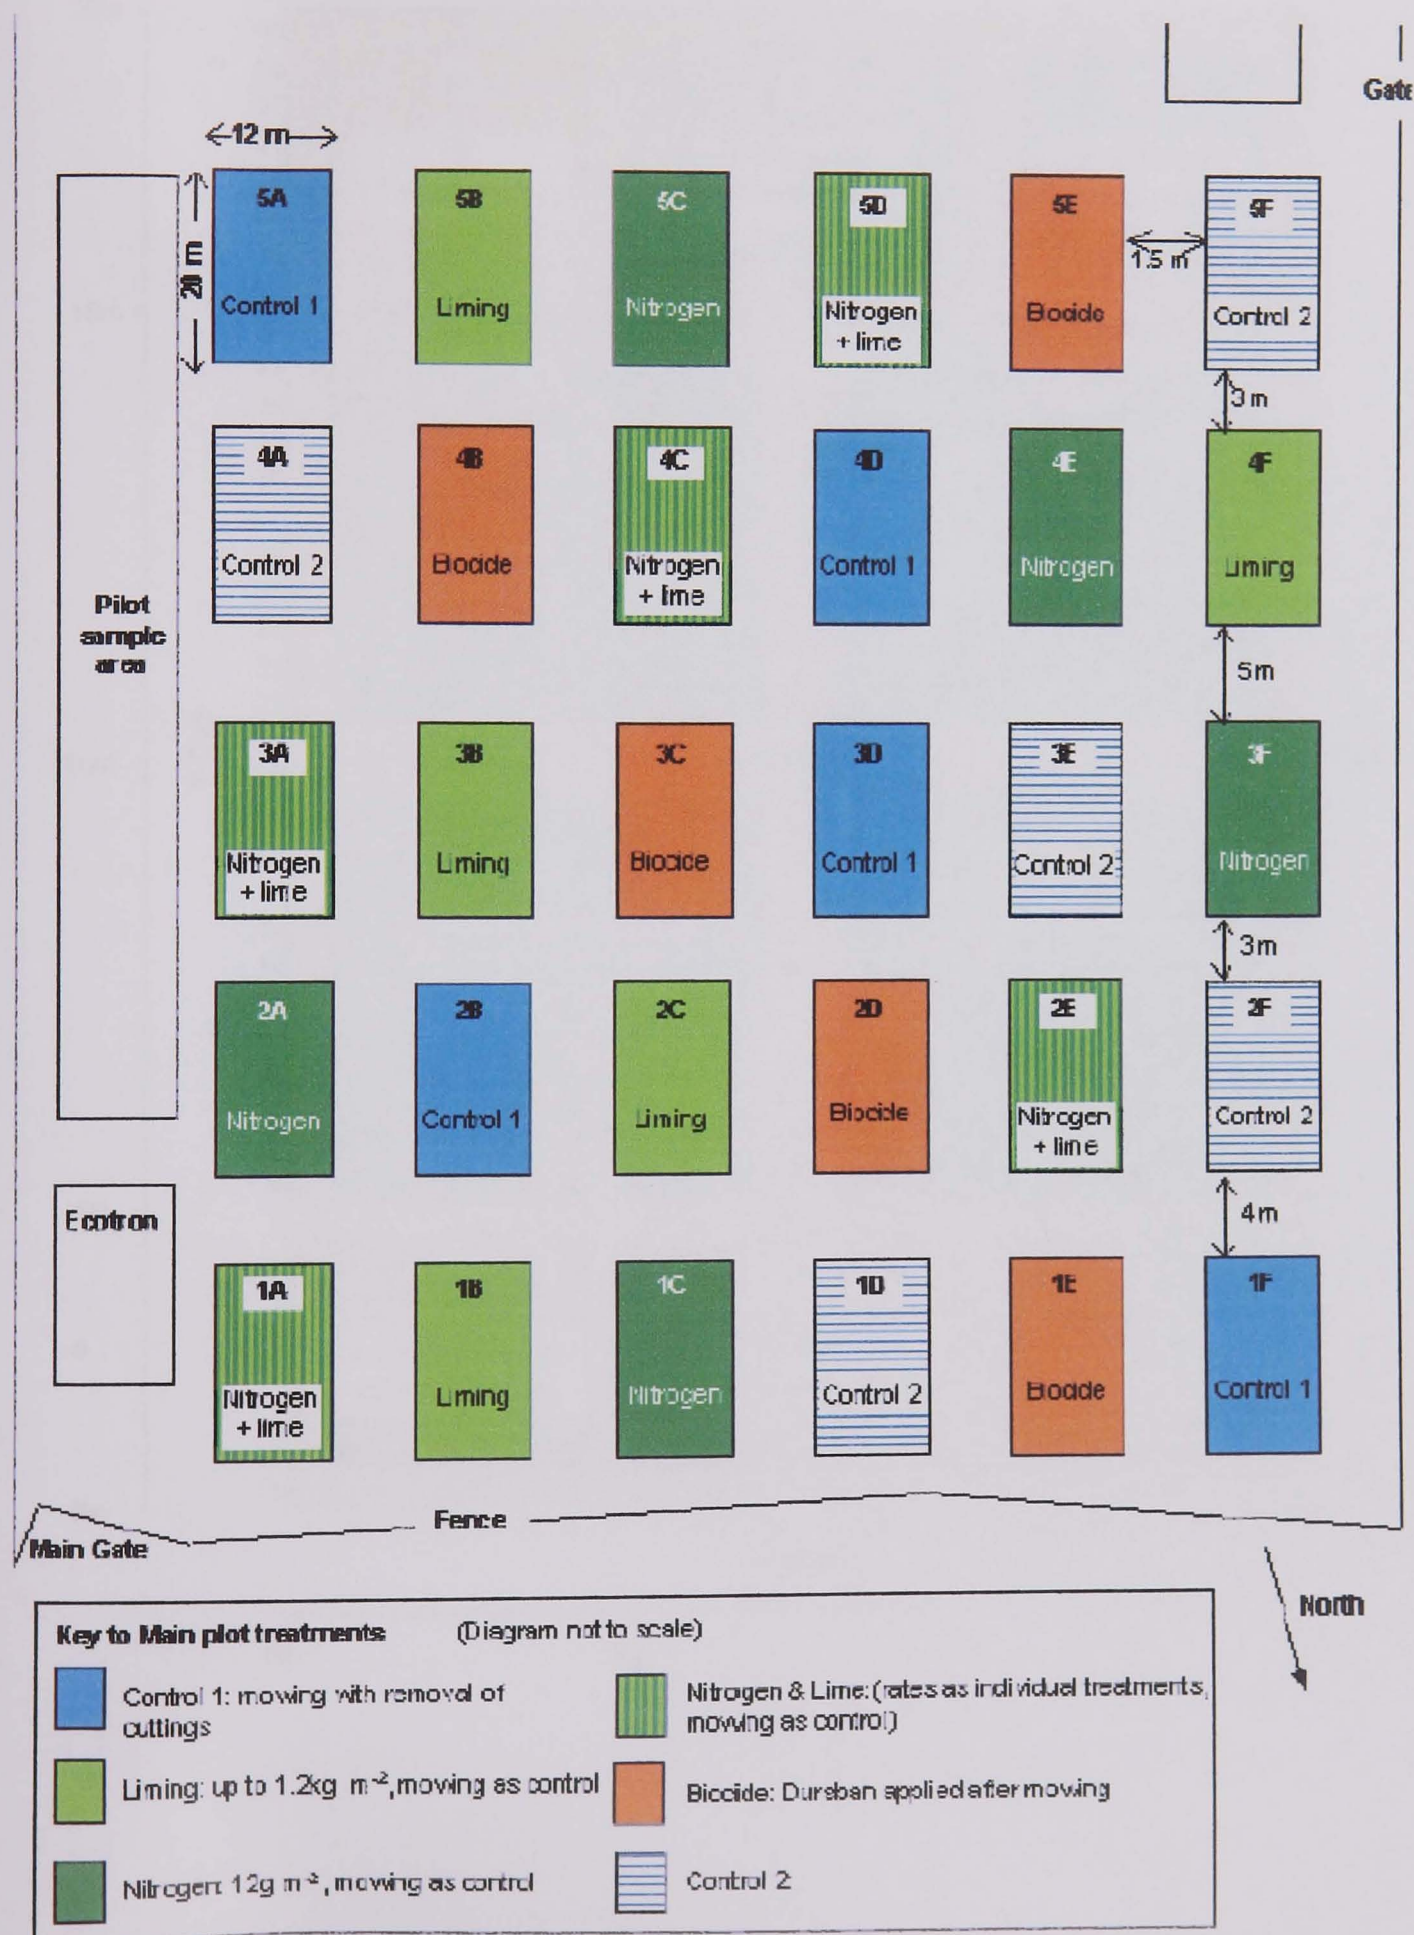 Gate
12 m
5A
5B
5C
5D
5E
5F
20 m
1.5 m
Control 1
Liming
Nitrogen
Nitrogen
+ lime
Biocide
Control 2
3 m
4A
4B
4C
4D
4E
4F
Control 2
Biocide
Nitrogen
+ lime
Control 1
Nitrogen
Liming
Pilot
sample
area
5m
3A
3B
3C
3D
3E
3F
Nitrogen
+ lime
Liming
Biocide
Control 1
Control 2
Nitrogen
3m
2A
2B
2C
2D
2E
2F
Nitrogen
Control 1
Liming
Biocide
Nitrogen
+ lime
Control 2
Ecotron
4m
1A
1B
1C
1D
1E
1F
Nitrogen
+ lime
Liming
Nitrogen
Control 2
Biocide
Control 1
Fence
Main Gate
North
Key to Main plot treatments (Diagram not to scale)
Control 1: mowing with removal of
cuttings
Nitrogen & Lime:(rates as individual treatments,
mowing as control)
Liming: up to 1.2kg m⁻², mowing as control
Biocide: Dursban applied after mowing
Nitrogen: 12g m⁻², mowing as control
Control 2